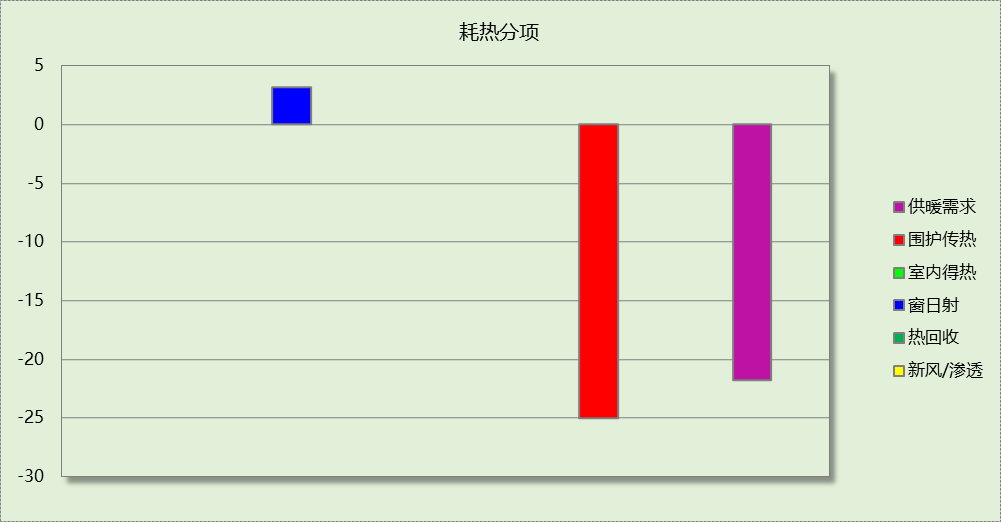 耗热分项
5
0
-5
-10
-15
-20
-25
-30
供暖需求
围护传热
室内得热
窗日射
热回收
新风/渗透